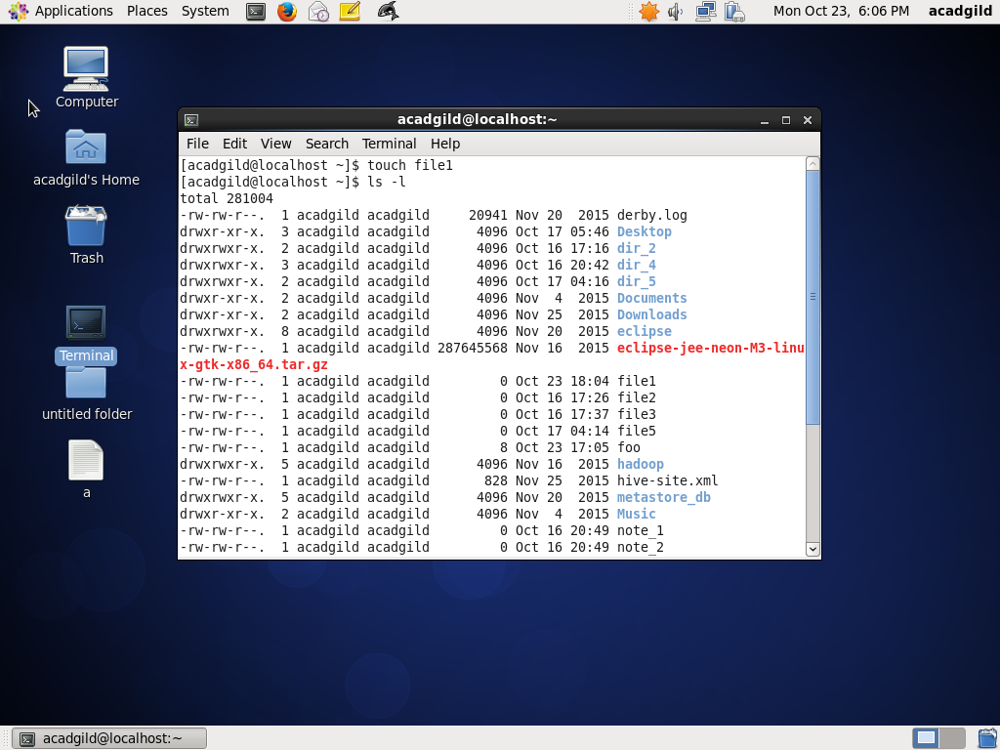 Applications Places System Mon Oct 23, 6:06 PM acadgild
Computer
acadgild's Home
Trash
Terminal
untitled folder
a
acadgild@localhost:~
File Edit View Search Terminal Help
[acadgild@localhost ~]$ touch file1
[acadgild@localhost ~]$ ls -l
total 281004
-rw-rw-r--. 1 acadgild acadgild 20941 Nov 20 2015 derby.log
drwxr-xr-x. 3 acadgild acadgild 4096 Oct 17 05:46 Desktop
drwxrwxr-x. 2 acadgild acadgild 4096 Oct 16 17:16 dir_2
drwxrwxr-x. 3 acadgild acadgild 4096 Oct 16 20:42 dir_4
drwxrwxr-x. 2 acadgild acadgild 4096 Oct 17 04:16 dir_5
drwxr-xr-x. 2 acadgild acadgild 4096 Nov 4 2015 Documents
drwxr-xr-x. 2 acadgild acadgild 4096 Nov 25 2015 Downloads
drwxrwxr-x. 8 acadgild acadgild 4096 Nov 20 2015 eclipse
-rw-rw-r--. 1 acadgild acadgild 287645568 Nov 16 2015 eclipse-jee-neon-M3-linu
x-gtk-x86_64.tar.gz
-rw-rw-r--. 1 acadgild acadgild 0 Oct 23 18:04 file1
-rw-rw-r--. 1 acadgild acadgild 0 Oct 16 17:26 file2
-rw-rw-r--. 1 acadgild acadgild 0 Oct 16 17:37 file3
-rw-rw-r--. 1 acadgild acadgild 0 Oct 17 04:14 file5
-rw-rw-r--. 1 acadgild acadgild 8 Oct 23 17:05 foo
drwxrwxr-x. 5 acadgild acadgild 4096 Nov 16 2015 hadoop
-rw-rw-r--. 1 acadgild acadgild 828 Nov 25 2015 hive-site.xml
drwxrwxr-x. 5 acadgild acadgild 4096 Nov 20 2015 metastore_db
drwxr-xr-x. 2 acadgild acadgild 4096 Nov 4 2015 Music
-rw-rw-r--. 1 acadgild acadgild 0 Oct 16 20:49 note_1
-rw-rw-r--. 1 acadgild acadgild 0 Oct 16 20:49 note_2
acadgild@localhost:~